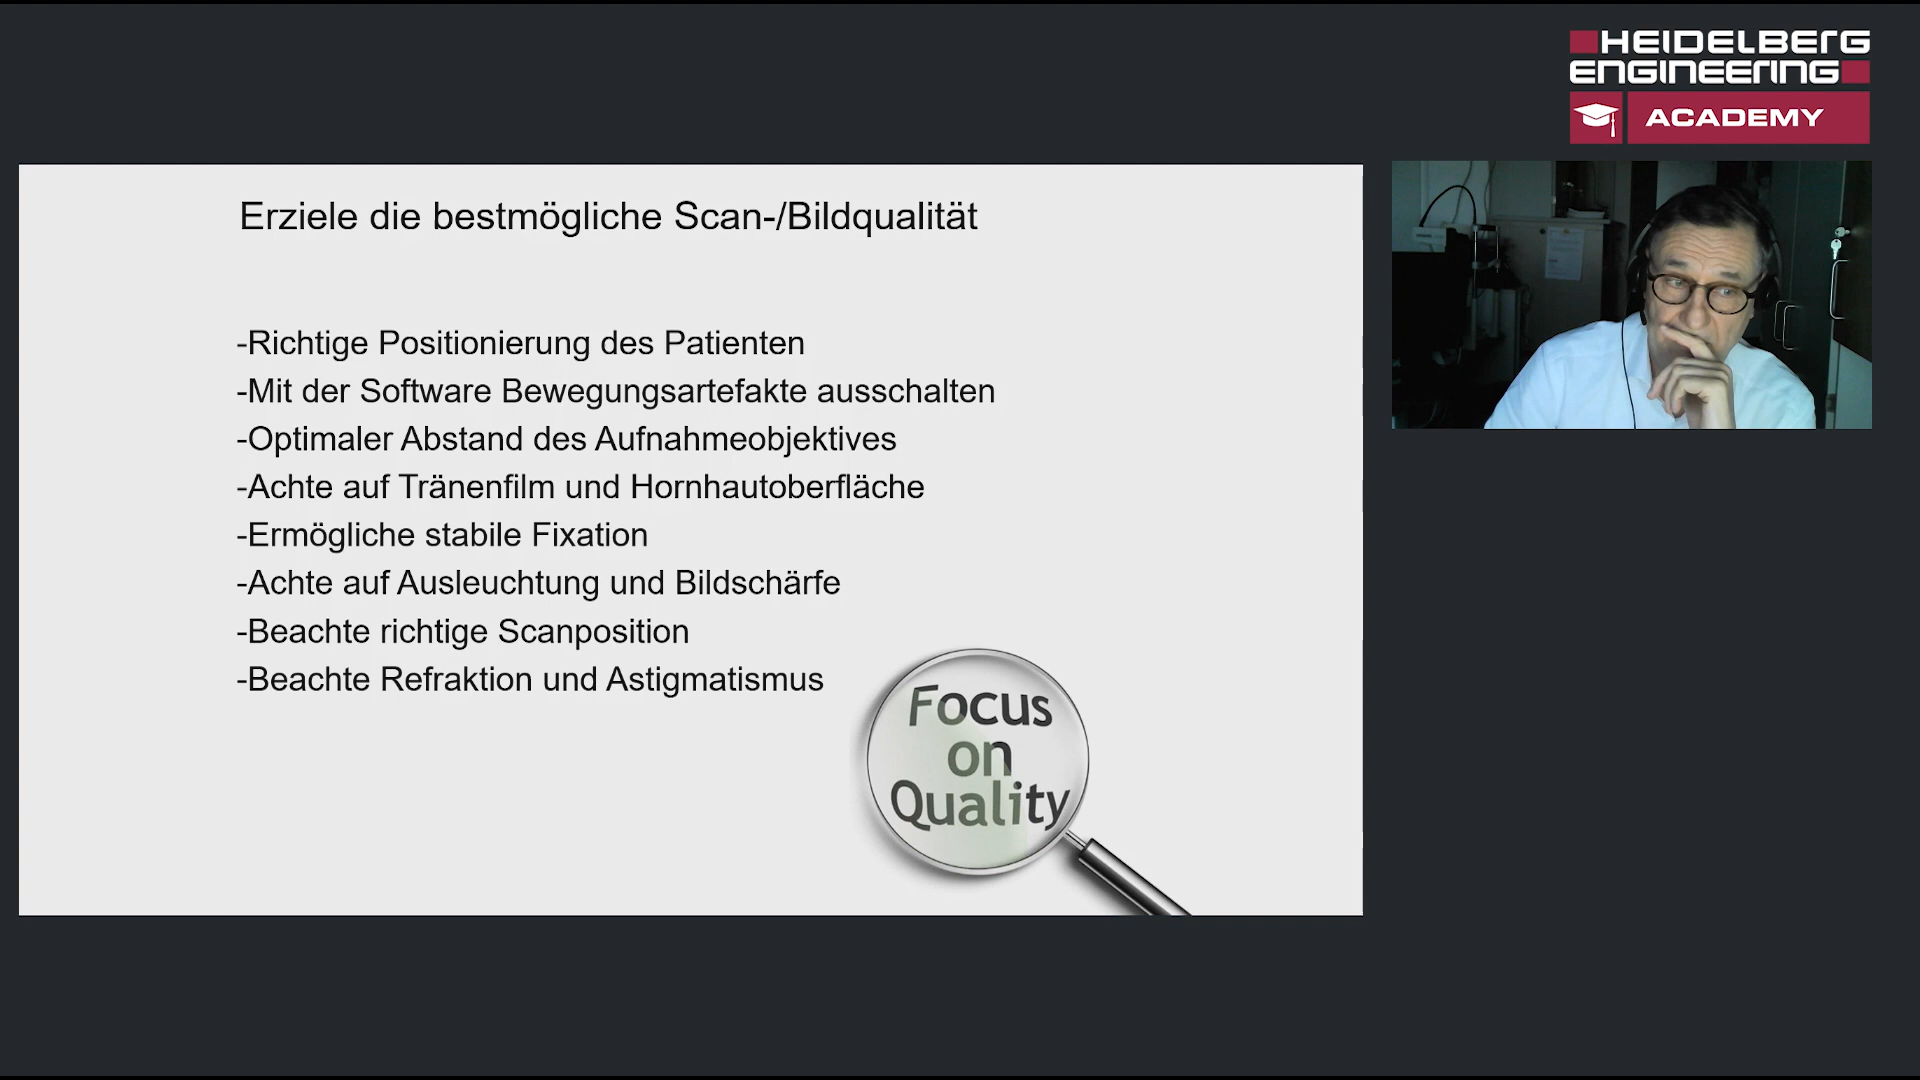 HEIDELBERG
ENGINEERING
ACADEMY
Erziele die bestmögliche Scan-/Bildqualität
-Richtige Positionierung des Patienten
-Mit der Software Bewegungsartefakte ausschalten
-Optimaler Abstand des Aufnahmeobjektives
-Achte auf Tränenfilm und Hornhautoberfläche
-Ermögliche stabile Fixation
-Achte auf Ausleuchtung und Bildschärfe
-Beachte richtige Scanposition
-Beachte Refraktion und Astigmatismus
Focus
on
Quality